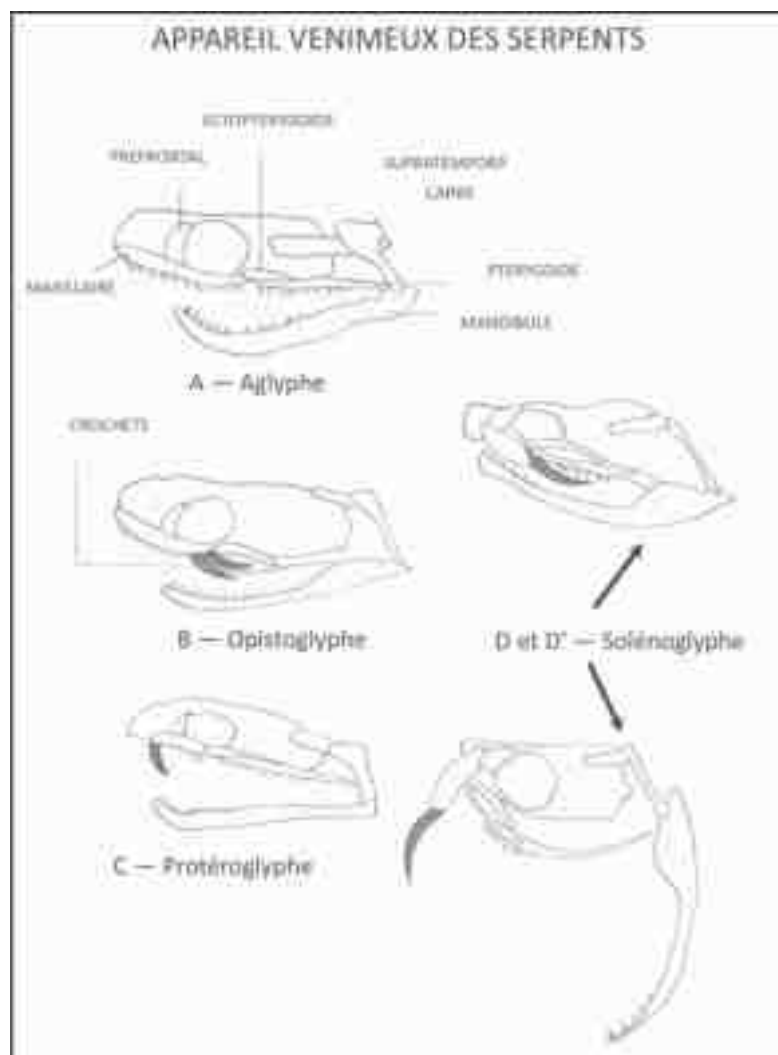 APPAREIL VENIMEUX DES SERPENTS
PREFRONTAL
MAXILLAIRE
PTERYGOIDE
MANDIBULE
A — Aglyphe
CROCHETS
B — Opistoglyphe
D et D' — Solénoglyphe
C — Protéroglyphe